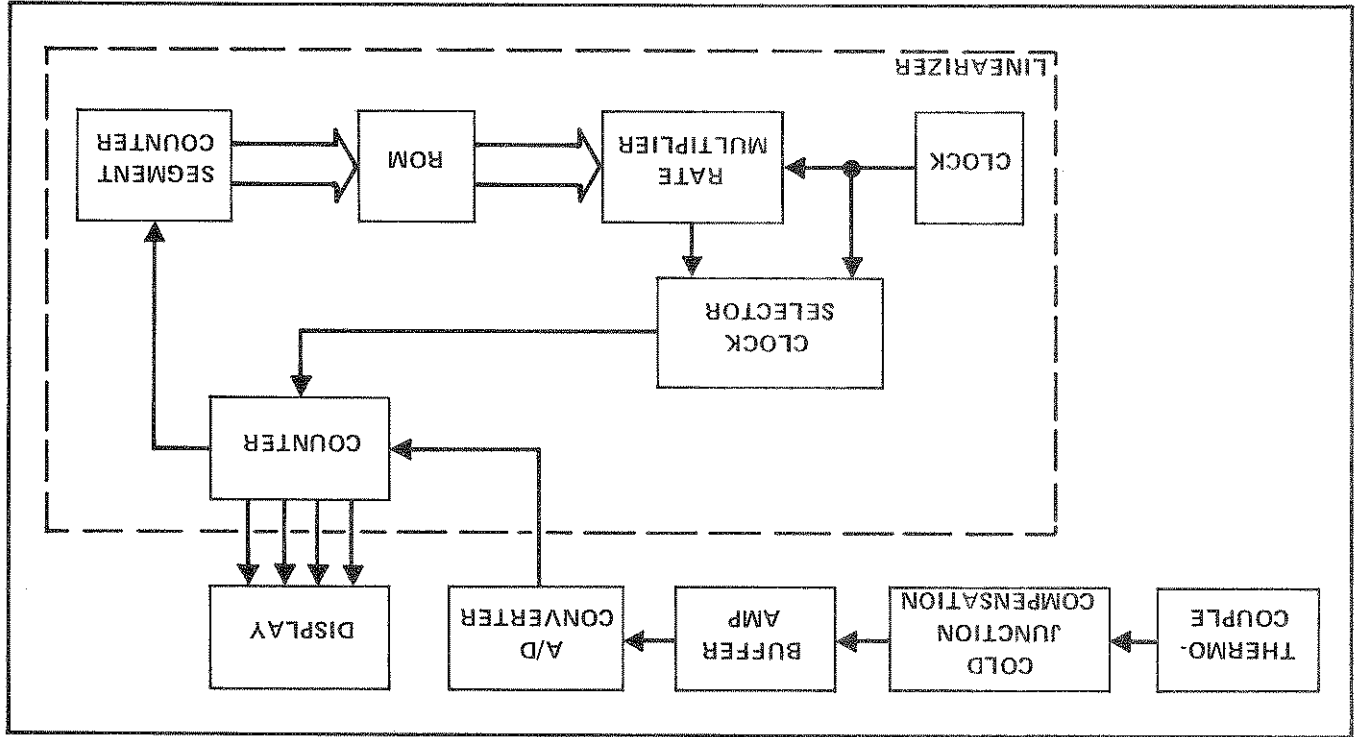 THERMO-
COUPLE
COLD
JUNCTION
COMPENSATION
BUFFER
AMP
A/D
CONVERTER
DISPLAY
COUNTER
CLOCK
SELECTOR
CLOCK
RATE
MULTIPLIER
ROM
SEGMENT
COUNTER
LINEARIZER